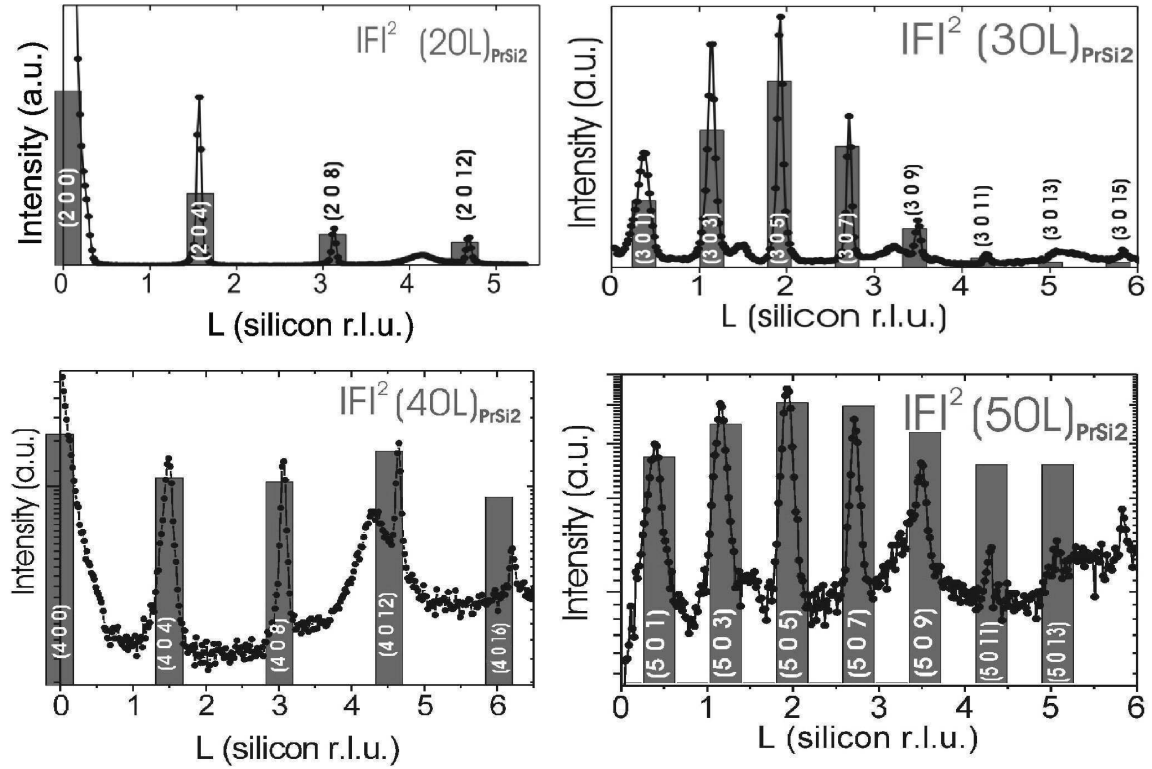 |F|² (20L)PrSi2
Intensity (a.u.)
(2 0 0)
(2 0 4)
(2 0 8)
(2 0 12)
0 1 2 3 4 5
L (silicon r.l.u.)
|F|² (30L)PrSi2
Intensity (a.u.)
(3 0 1)
(3 0 3)
(3 0 5)
(3 0 7)
(3 0 9)
(3 0 11)
(3 0 13)
(3 0 15)
0 1 2 3 4 5 6
L (silicon r.l.u.)
|F|² (40L)PrSi2
Intensity (a.u.)
(4 0 0)
(4 0 4)
(4 0 8)
(4 0 12)
(4 0 16)
0 1 2 3 4 5 6
L (silicon r.l.u.)
|F|² (50L)PrSi2
Intensity (a.u.)
(5 0 1)
(5 0 3)
(5 0 5)
(5 0 7)
(5 0 9)
(5 0 11)
(5 0 13)
0 1 2 3 4 5 6
L (silicon r.l.u.)